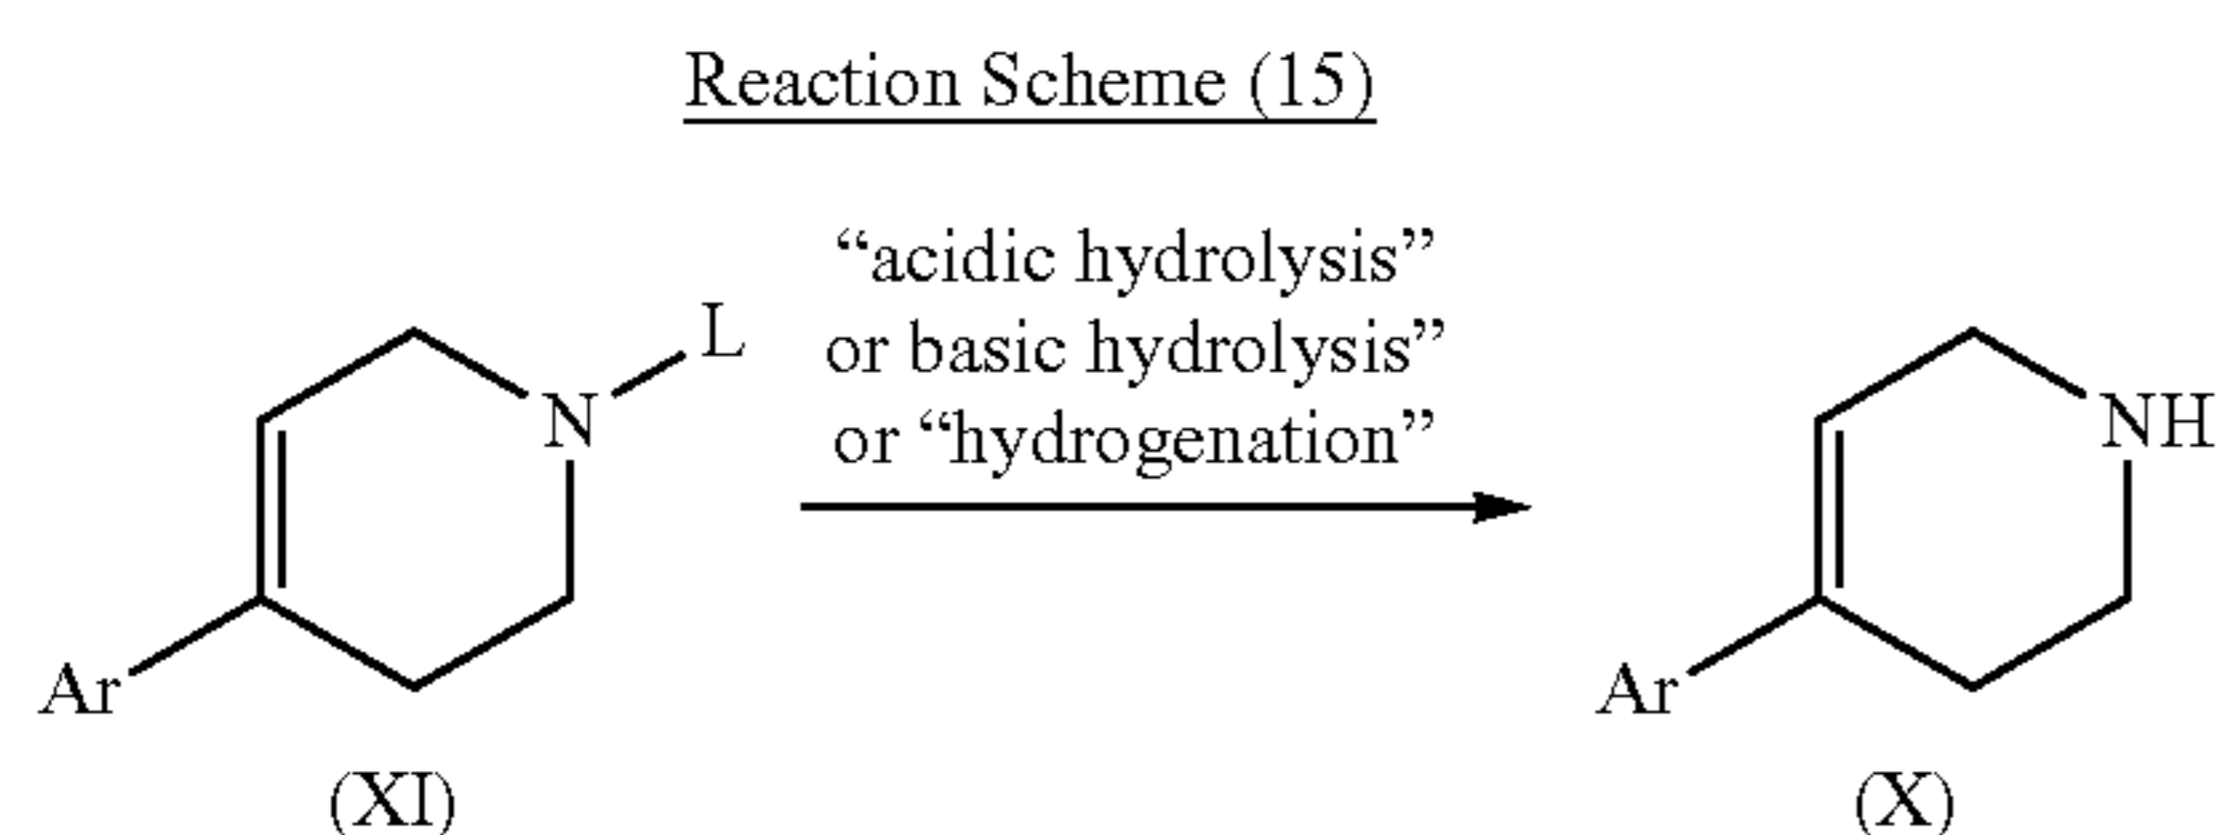 Reaction Scheme (15)
“acidic hydrolysis”
or basic hydrolysis”
or “hydrogenation”
L
N
Ar
(XI)
NH
Ar
(X)